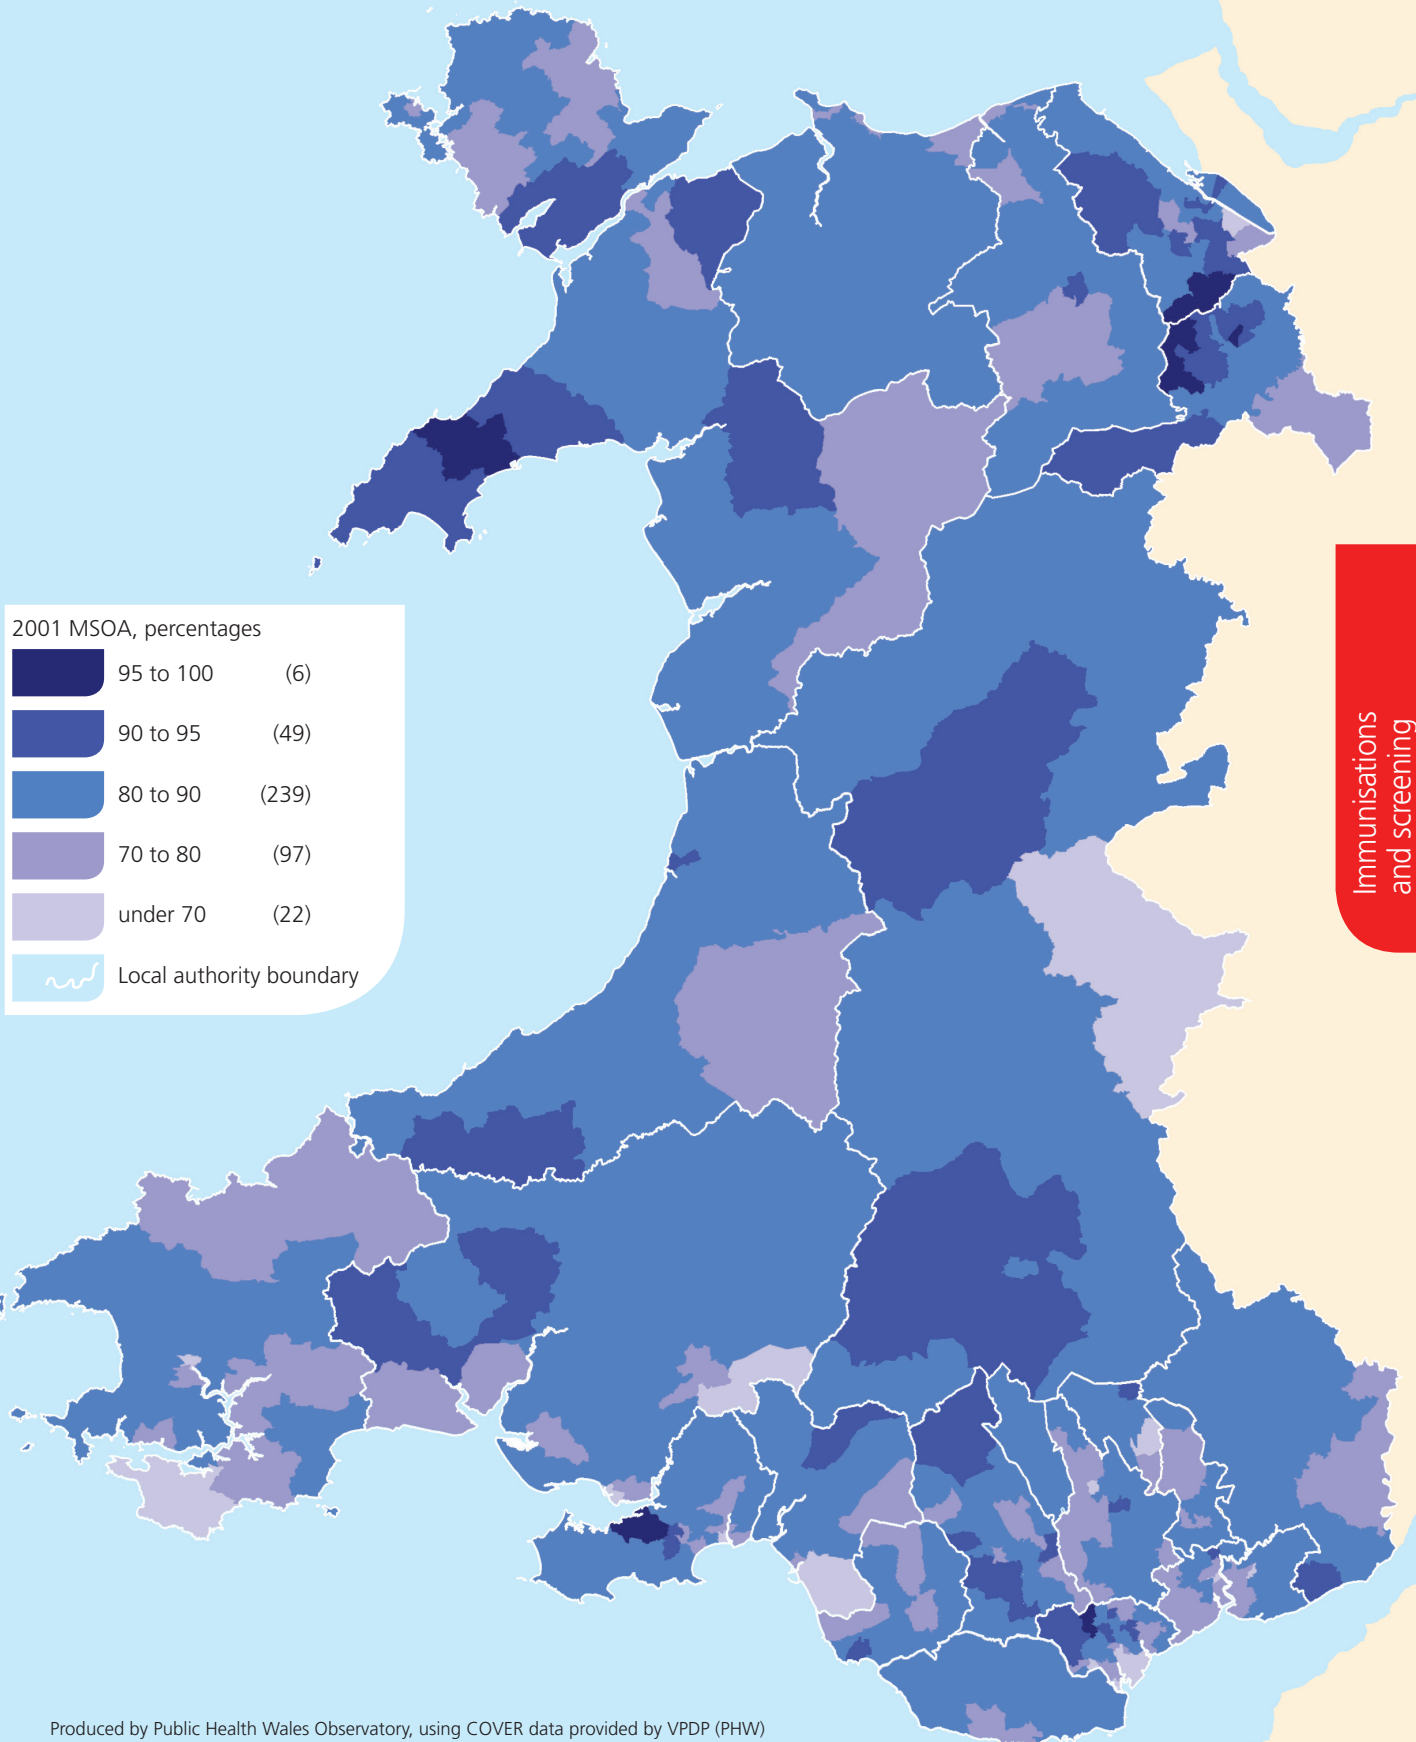 2001 MSOA, percentages
95 to 100 (6)
90 to 95 (49)
80 to 90 (239)
70 to 80 (97)
under 70 (22)
Local authority boundary
Immunisations
and screening
Produced by Public Health Wales Observatory, using COVER data provided by VPDP (PHW)